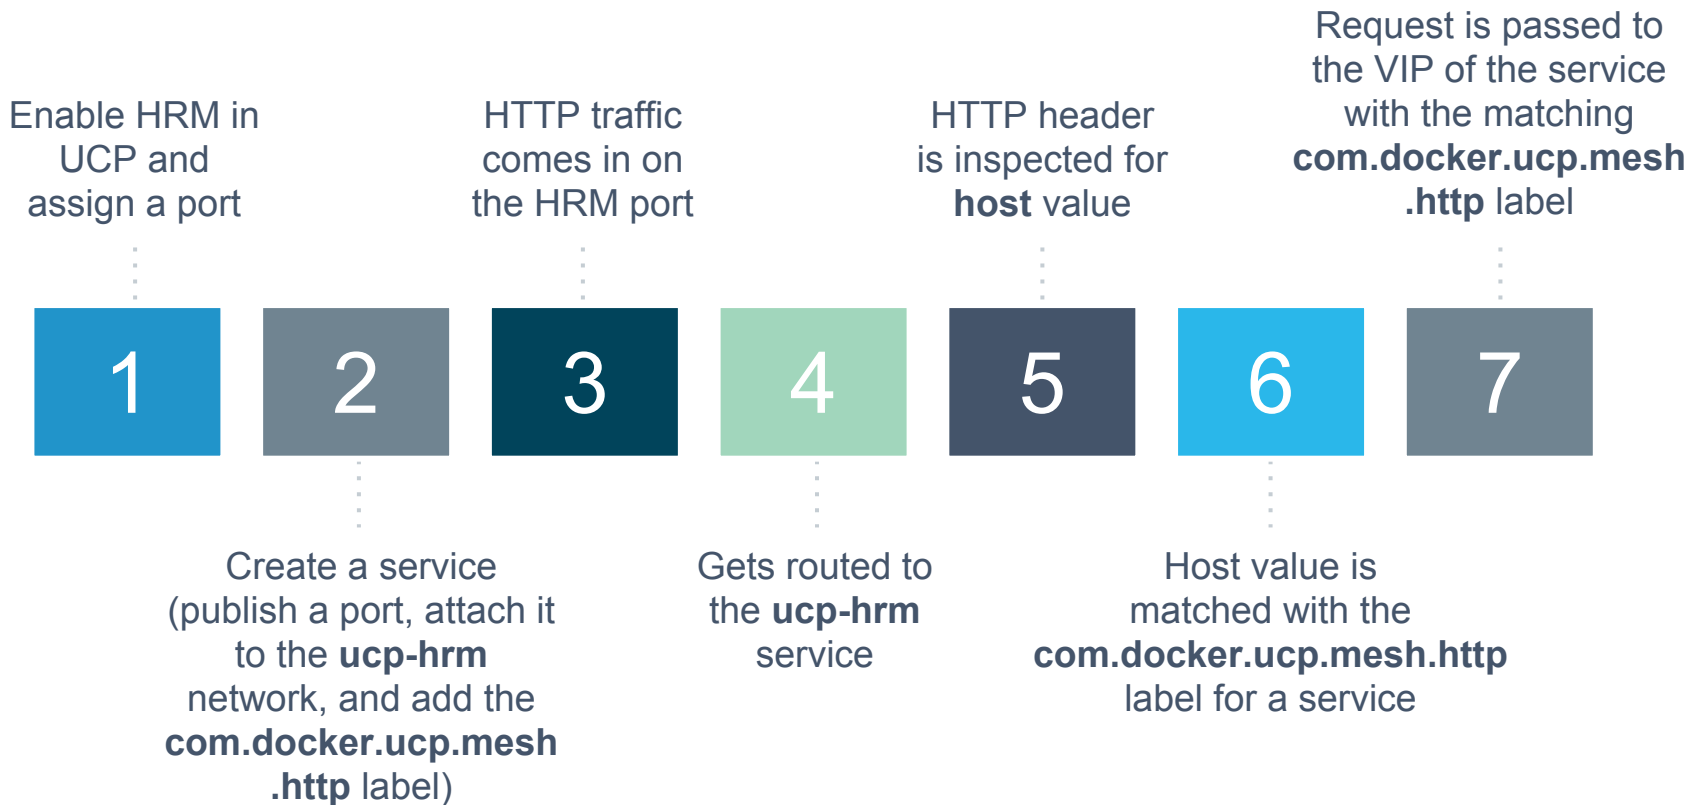 Enable HRM in
UCP and
assign a port
HTTP traffic
comes in on
the HRM port
HTTP header
is inspected for
host value
Request is passed to
the VIP of the service
with the matching
com.docker.ucp.mesh
.http label
1
2
3
4
5
6
7
Create a service
(publish a port, attach it
to the ucp-hrm
network, and add the
com.docker.ucp.mesh
.http label)
Gets routed to
the ucp-hrm
service
Host value is
matched with the
com.docker.ucp.mesh.http
label for a service